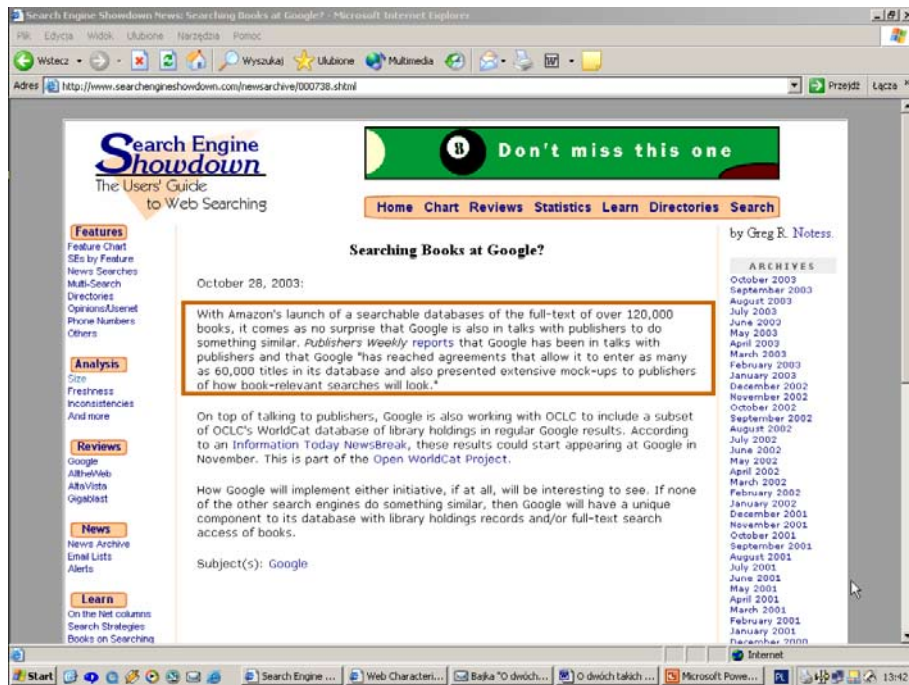 Search Engine Showdown News: Searching Books at Google? - Microsoft Internet Explorer
Plik Edycja Widok Ulubione Narzędzia Pomoc
Wstecz Wyszukaj Ulubione Multimedia
Adres http://www.searchengineshowdown.com/newsarchive/000738.shtml Przejdź Łącza
Search Engine
Showdown
The Users' Guide
to Web Searching
8 Don't miss this one
Home Chart Reviews Statistics Learn Directories Search
Features
Feature Chart
SEs by Feature
News Searches
Multi-Search
Directories
Opinions/Usenet
Phone Numbers
Others
Analysis
Size
Freshness
Inconsistencies
And more
Reviews
Google
AlltheWeb
AltaVista
Gigablast
News
News Archive
Email Lists
Alerts
Learn
On the Net columns
Search Strategies
Books on Searching
Searching Books at Google?
October 28, 2003:
With Amazon's launch of a searchable databases of the full-text of over 120,000
books, it comes as no surprise that Google is also in talks with publishers to do
something similar. Publishers Weekly reports that Google has been in talks with
publishers and that Google "has reached agreements that allow it to enter as many
as 60,000 titles in its database and also presented extensive mock-ups to publishers
of how book-relevant searches will look."
On top of talking to publishers, Google is also working with OCLC to include a subset
of OCLC's WorldCat database of library holdings in regular Google results. According
to an Information Today NewsBreak, these results could start appearing at Google in
November. This is part of the Open WorldCat Project.
How Google will implement either initiative, if at all, will be interesting to see. If none
of the other search engines do something similar, then Google will have a unique
component to its database with library holdings records and/or full-text search
access of books.
Subject(s): Google
by Greg R. Notess.
ARCHIVES
October 2003
September 2003
August 2003
July 2003
June 2003
May 2003
April 2003
March 2003
February 2003
January 2003
December 2002
November 2002
October 2002
September 2002
August 2002
July 2002
June 2002
May 2002
April 2002
March 2002
February 2002
January 2002
December 2001
November 2001
October 2001
September 2001
August 2001
July 2001
June 2001
May 2001
April 2001
March 2001
February 2001
January 2001
December 2000
Internet
Start Search Engine ... Web Characteri... Bajka "O dwóch... O dwóch takich ... Microsoft Powe... PL 13:42